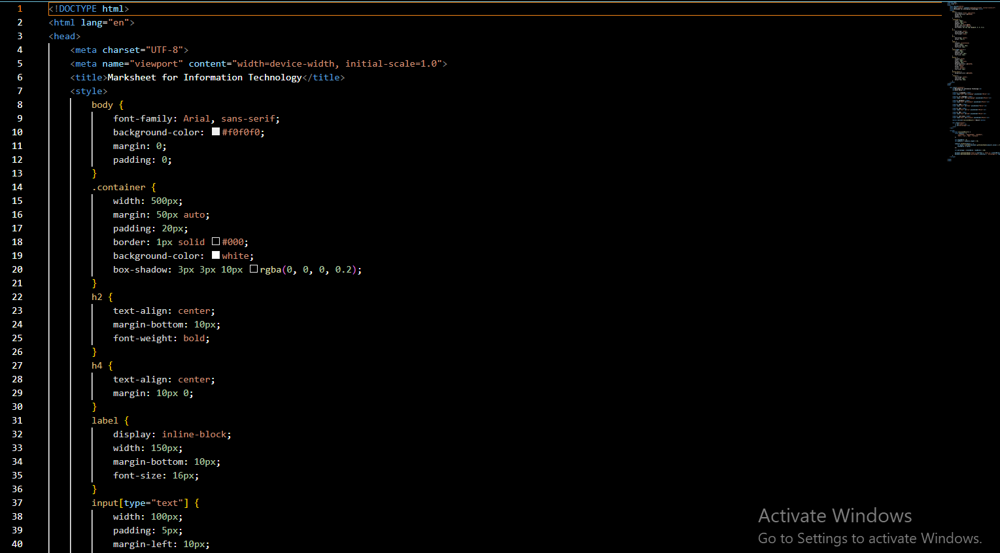 1 <!DOCTYPE html>
2 <html lang="en">
3 <head>
4 <meta charset="UTF-8">
5 <meta name="viewport" content="width=device-width, initial-scale=1.0">
6 <title>Marksheet for Information Technology</title>
7 <style>
8 body {
9 font-family: Arial, sans-serif;
10 background-color: #f0f0f0;
11 margin: 0;
12 padding: 0;
13 }
14 .container {
15 width: 500px;
16 margin: 50px auto;
17 padding: 20px;
18 border: 1px solid #000;
19 background-color: white;
20 box-shadow: 3px 3px 10px rgba(0, 0, 0, 0.2);
21 }
22 h2 {
23 text-align: center;
24 margin-bottom: 10px;
25 font-weight: bold;
26 }
27 h4 {
28 text-align: center;
29 margin: 10px 0;
30 }
31 label {
32 display: inline-block;
33 width: 150px;
34 margin-bottom: 10px;
35 font-size: 16px;
36 }
37 input[type="text"] {
38 width: 100px;
39 padding: 5px;
40 margin-left: 10px;
Activate Windows
Go to Settings to activate Windows.